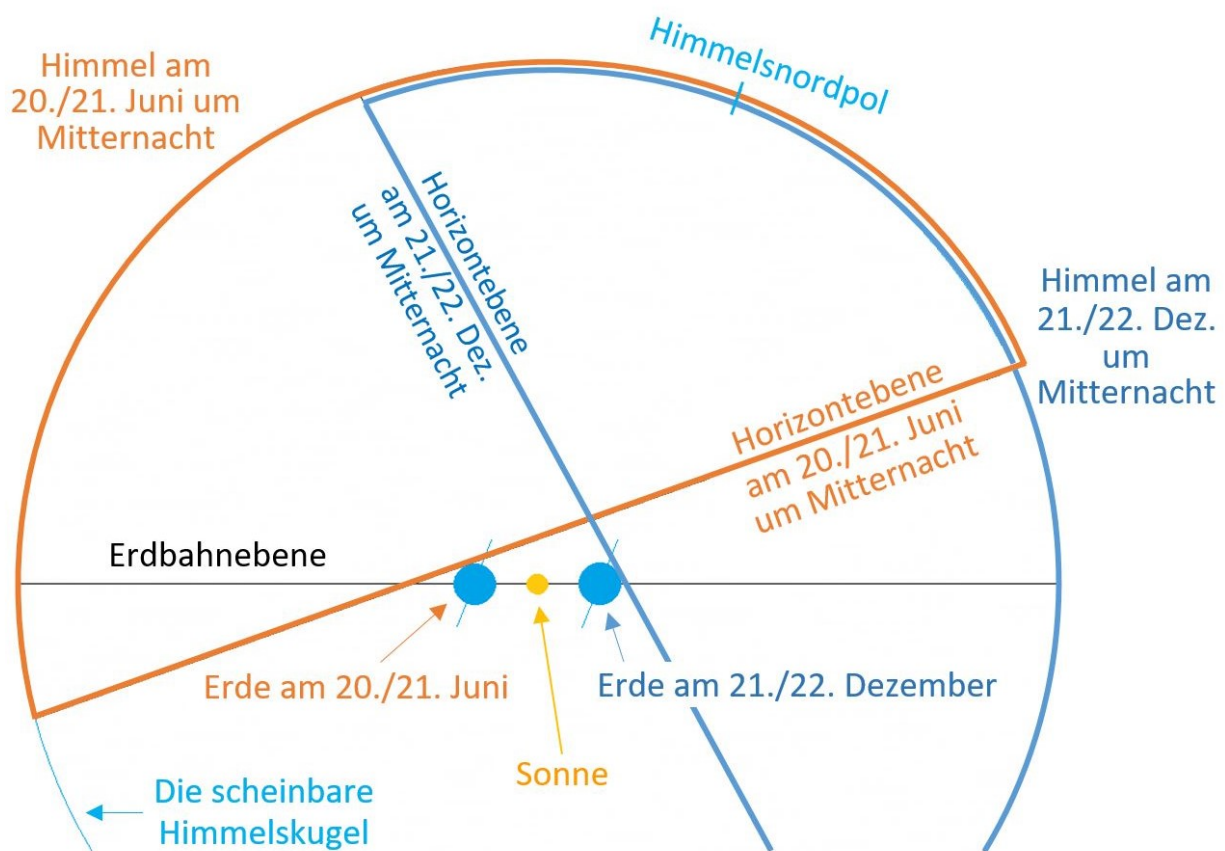 Himmelsnordpol
Himmel am
20./21. Juni um
Mitternacht
Horizontebene
am 21./22. Dez.
um Mitternacht
Himmel am
21./22. Dez.
um
Mitternacht
Horizontebene
am 20./21. Juni
um Mitternacht
Erdbahnebene
Erde am 20./21. Juni
Erde am 21./22. Dezember
Sonne
Die scheinbare
Himmelskugel